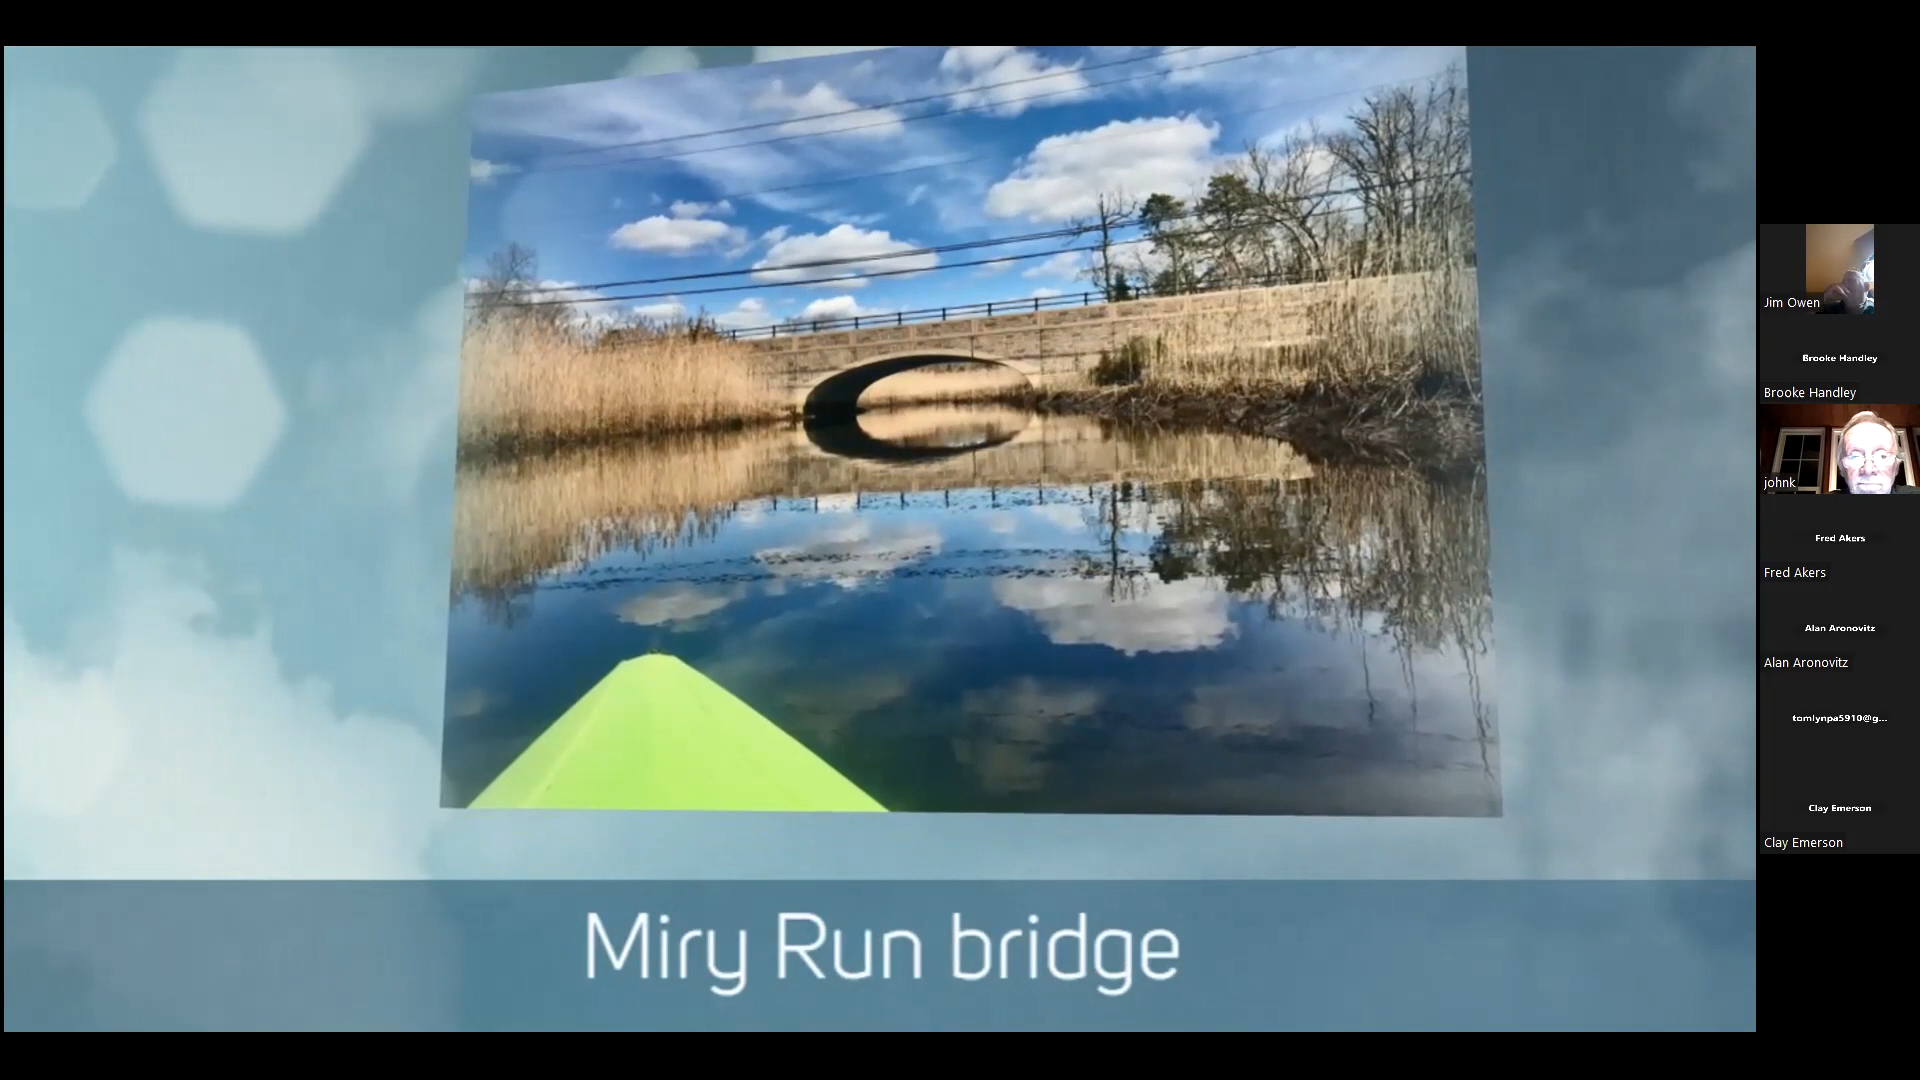 Miry Run bridge
Jim Owen
Brooke Handley
Brooke Handley
johnk
Fred Akers
Fred Akers
Alan Aronovitz
Alan Aronovitz
tomlynpa5910@g...
Clay Emerson
Clay Emerson